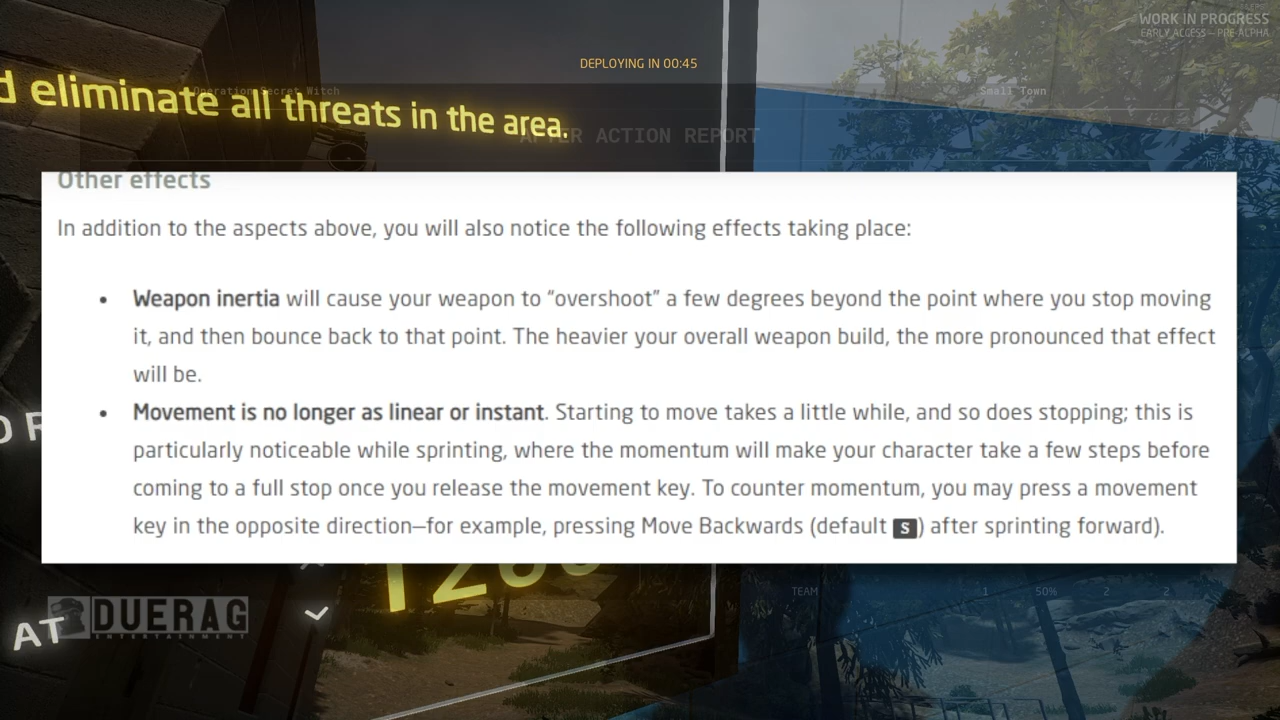 WORK IN PROGRESS
EARLY ACCESS — PRE-ALPHA
DEPLOYING IN 00:45
Operation Secret Witch
Small Town
d eliminate all threats in the area.
AFTER ACTION REPORT
Other effects
In addition to the aspects above, you will also notice the following effects taking place:
• Weapon inertia will cause your weapon to “overshoot” a few degrees beyond the point where you stop moving
it, and then bounce back to that point. The heavier your overall weapon build, the more pronounced that effect
will be.
• Movement is no longer as linear or instant. Starting to move takes a little while, and so does stopping; this is
particularly noticeable while sprinting, where the momentum will make your character take a few steps before
coming to a full stop once you release the movement key. To counter momentum, you may press a movement
key in the opposite direction—for example, pressing Move Backwards (default S) after sprinting forward).
TEAM 1 50% 2 2
AT
DUERAG
ENTERTAINMENT